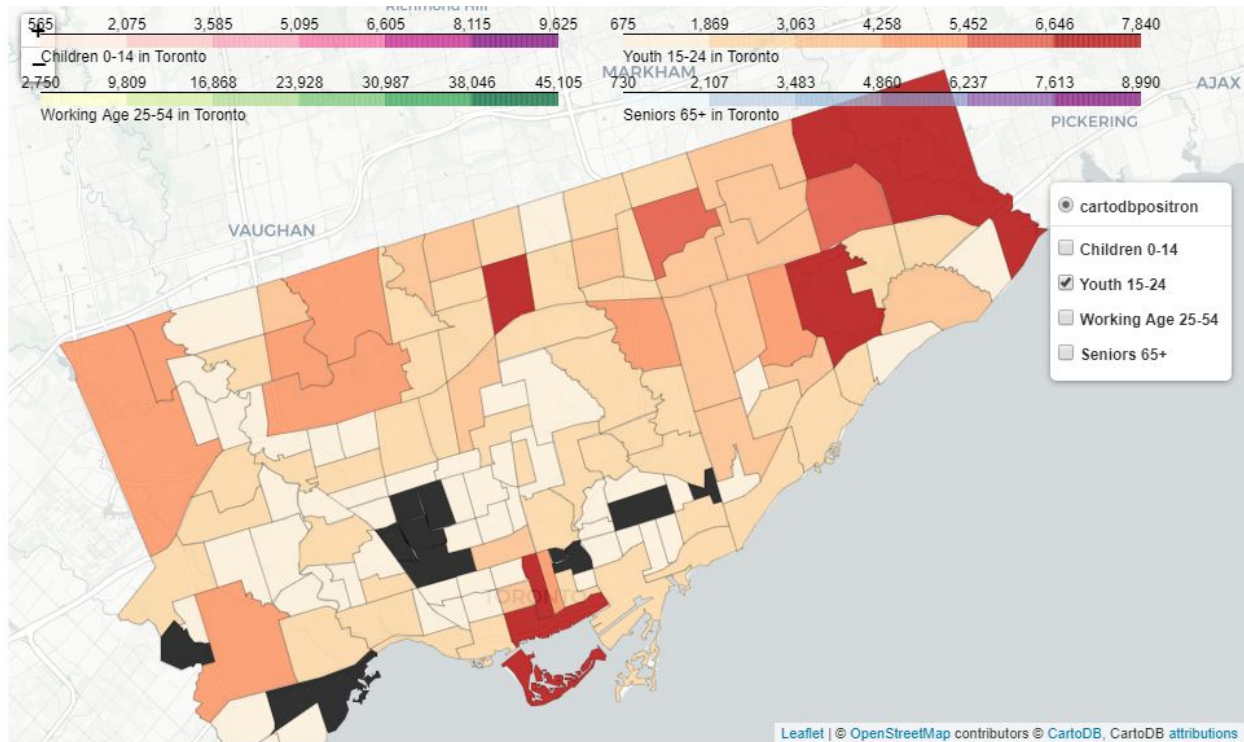 Richmond Hill
565 2,075 3,585 5,095 6,605 8,115 9,625
675 1,869 3,063 4,258 5,452 6,646 7,840
+
Children 0-14 in Toronto
Youth 15-24 in Toronto
−
MARKHAM
2,750 9,809 16,868 23,928 30,987 38,046 45,105
730 2,107 3,483 4,860 6,237 7,613 8,990
AJAX
Working Age 25-54 in Toronto
Seniors 65+ in Toronto
PICKERING
cartodbpositron
VAUGHAN
Children 0-14
Youth 15-24
Working Age 25-54
Seniors 65+
TORONTO
Leaflet | © OpenStreetMap contributors © CartoDB, CartoDB attributions